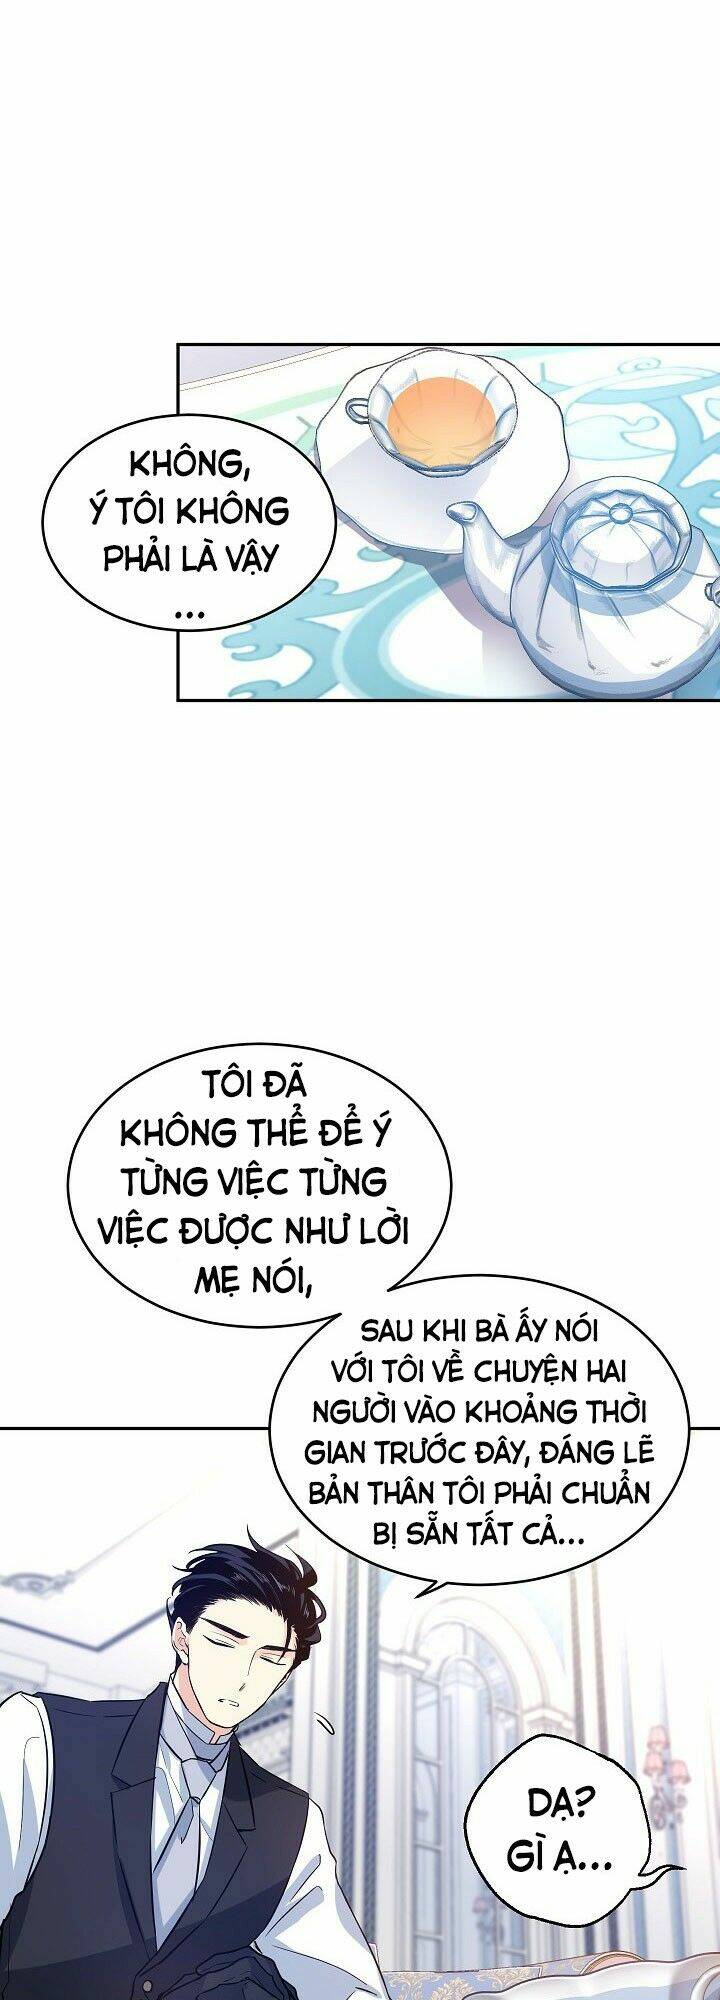 KHÔNG,
Ý TÔI KHÔNG
PHẢI LÀ VẬY
...
TÔI ĐÃ
KHÔNG THỂ ĐỂ Ý
TỪNG VIỆC TỪNG
VIỆC ĐƯỢC NHƯ LỜI
MẸ NÓI,
SAU KHI BÀ ẤY NÓI
VỚI TÔI VỀ CHUYỆN HAI
NGƯỜI VÀO KHOẢNG THỜI
GIAN TRƯỚC ĐÂY, ĐÁNG LẼ
BẢN THÂN TÔI PHẢI CHUẨN
BỊ SẴN TẤT CẢ...
DẠ?
GÌ Ạ...